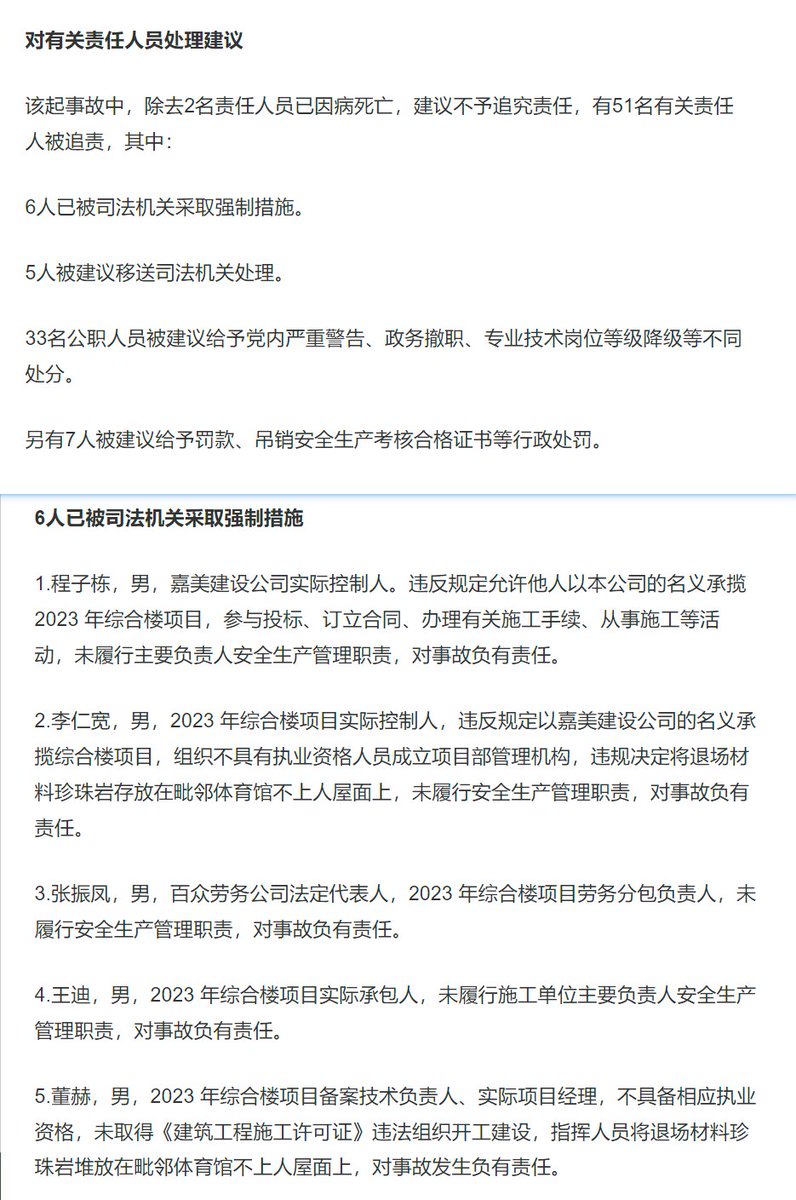 对有关责任人员处理建议
该起事故中，除去2名责任人员已因病死亡，建议不予追究责任，有51名有关责任
人被追责，其中：
6人已被司法机关采取强制措施。
5人被建议移送司法机关处理。
33名公职人员被建议给予党内严重警告、政务撤职、专业技术岗位等级降级等不同
处分。
另有7人被建议给予罚款、吊销安全生产考核合格证书等行政处罚。
6人已被司法机关采取强制措施
1.程子栋，男，嘉美建设公司实际控制人。违反规定允许他人以本公司的名义承揽
2023 年综合楼项目，参与投标、订立合同、办理有关施工手续、从事施工等活
动，未履行主要负责人安全生产管理职责，对事故负有责任。
2.李仁宽，男，2023 年综合楼项目实际控制人，违反规定以嘉美建设公司的名义承
揽综合楼项目，组织不具有执业资格人员成立项目部管理机构，违规决定将退场材
料珍珠岩存放在毗邻体育馆不上人屋面上，未履行安全生产管理职责，对事故负有
责任。
3.张振凤，男，百众劳务公司法定代表人，2023 年综合楼项目劳务分包负责人，未
履行安全生产管理职责，对事故负有责任。
4.王迪，男，2023 年综合楼项目实际承包人，未履行施工单位主要负责人安全生产
管理职责，对事故负有责任。
5.董赫，男，2023 年综合楼项目备案技术负责人、实际项目经理，不具备相应执业
资格，未取得《建筑工程施工许可证》违法组织开工建设，指挥人员将退场材料珍
珠岩堆放在毗邻体育馆不上人屋面上，对事故发生负有责任。